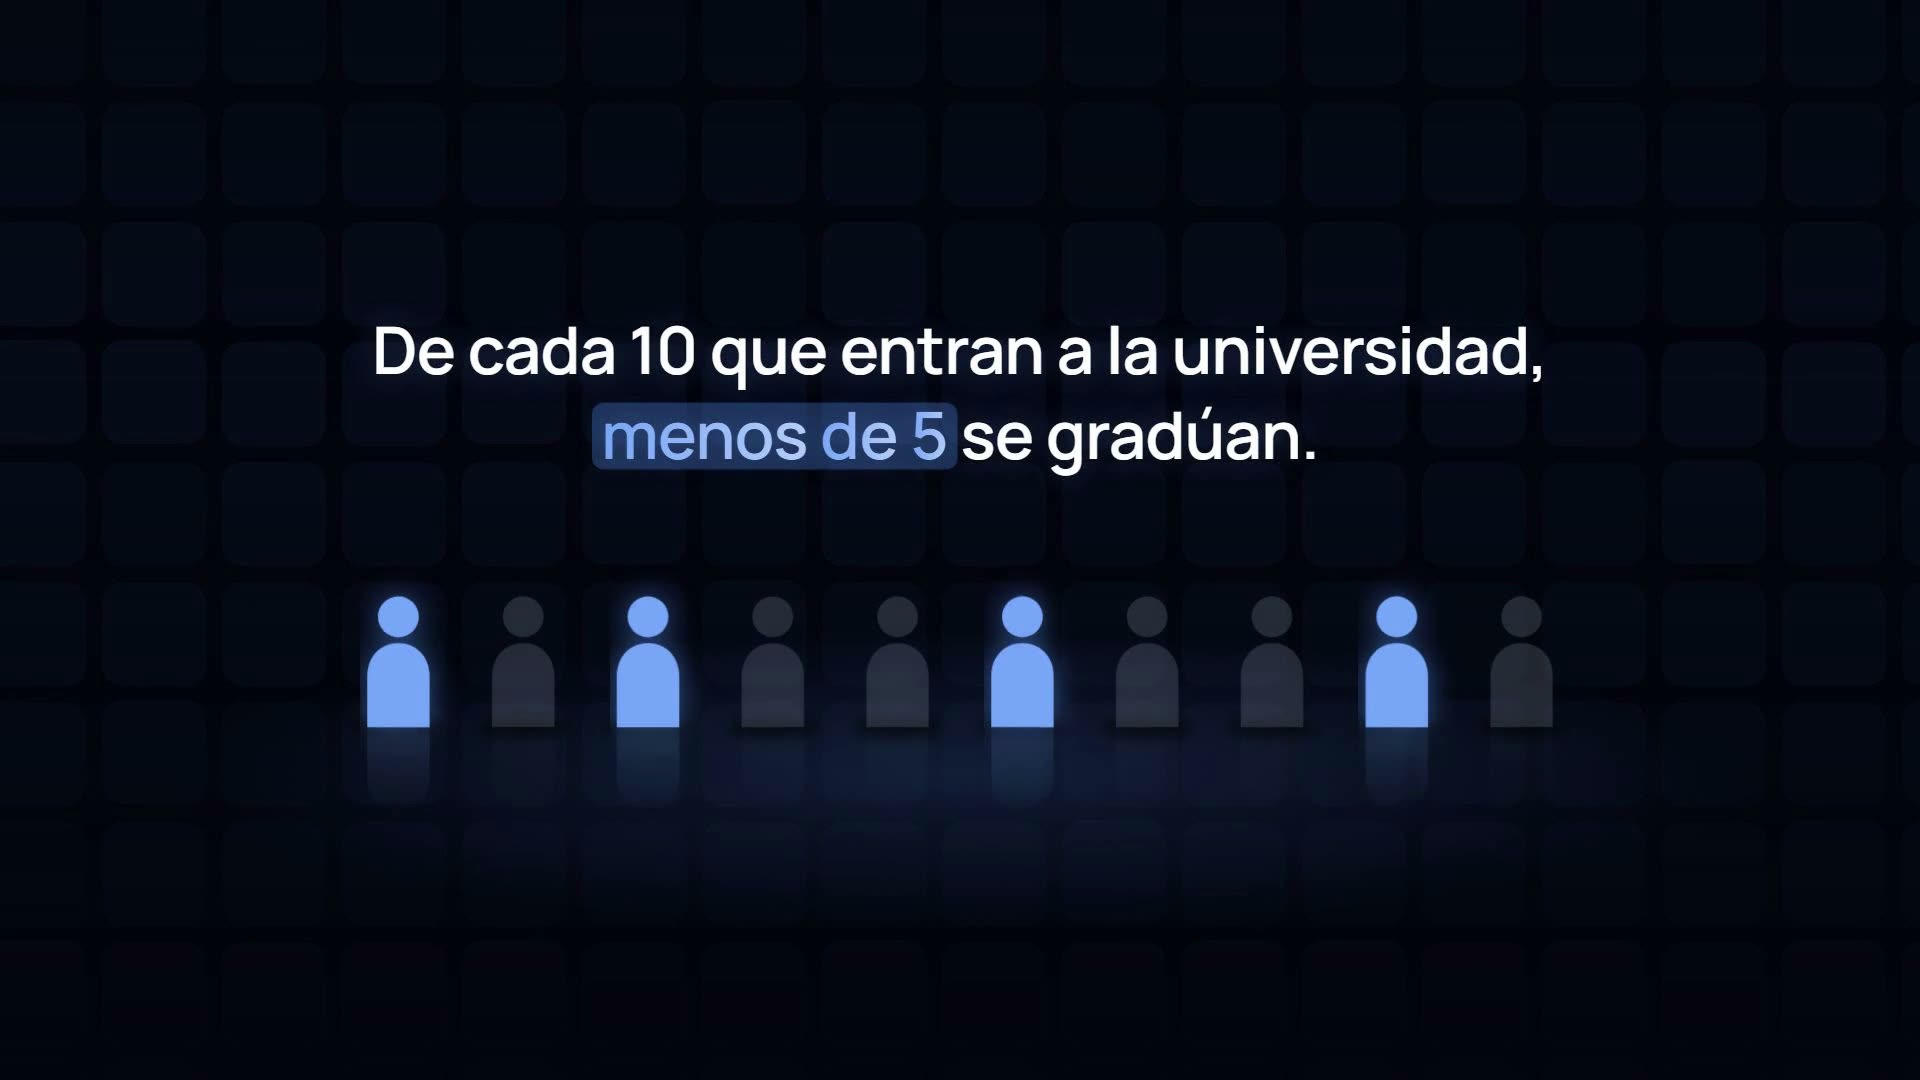 De cada 10 que entran a la universidad,
menos de 5 se gradúan.